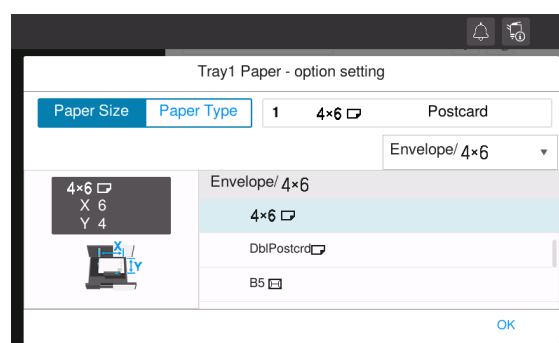 Tray1 Paper - option setting
Paper Size Paper Type 1 4×6 Postcard
Envelope/ 4×6
4×6
X 6
Y 4
X
Y
Envelope/ 4×6
4×6
DblPostcrd
B5
OK